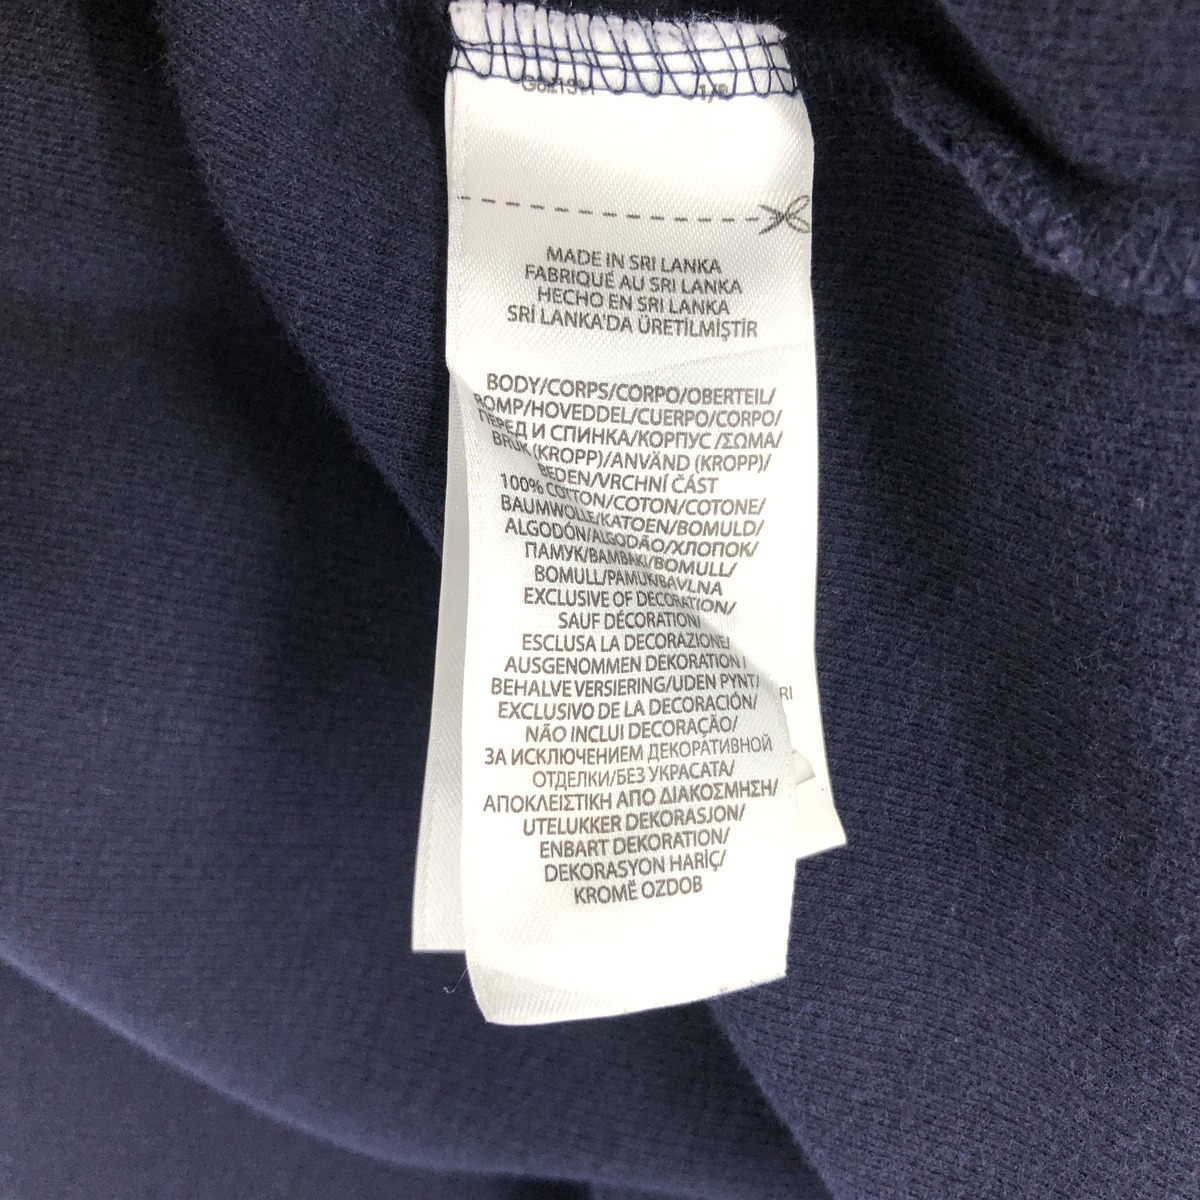 MADE IN SRI LANKA
FABRIQUÉ AU SRI LANKA
HECHO EN SRI LANKA
SRİ LANKA'DA ÜRETİLMİŞTİR
BODY/CORPS/CORPO/OBERTEIL/
ROMP/HOVEDDEL/CUERPO/CORPO/
ПЕРЕД И СПИНКА/КОРПУС /ΣΩΜΑ/
BRUK (KROPP)/ANVÄND (KROPP)/
BEDEN/VRCHNÍ ČÁST
100% COTTON/COTON/COTONE/
BAUMWOLLE/KATOEN/BOMULD/
ALGODÓN/ALGODÃO/ХЛОПОК/
ПАМУК/ΒΑΜΒΑΚΙ/BOMULL/
BOMULL/PAMUK/BAVLNA
EXCLUSIVE OF DECORATION/
SAUF DÉCORATION/
ESCLUSA LA DECORAZIONE/
AUSGENOMMEN DEKORATION/
BEHALVE VERSIERING/UDEN PYNT/
EXCLUSIVO DE LA DECORACIÓN/
NÃO INCLUI DECORAÇÃO/
ЗА ИСКЛЮЧЕНИЕМ ДЕКОРАТИВНОЙ
ОТДЕЛКИ/БЕЗ УКРАСАТА/
ΑΠΟΚΛΕΙΣΤΙΚΗ ΑΠΟ ΔΙΑΚΟΣΜΗΣΗ/
UTELUKKER DEKORASJON/
ENBART DEKORATION/
DEKORASYON HARİÇ/
KROMĚ OZDOB